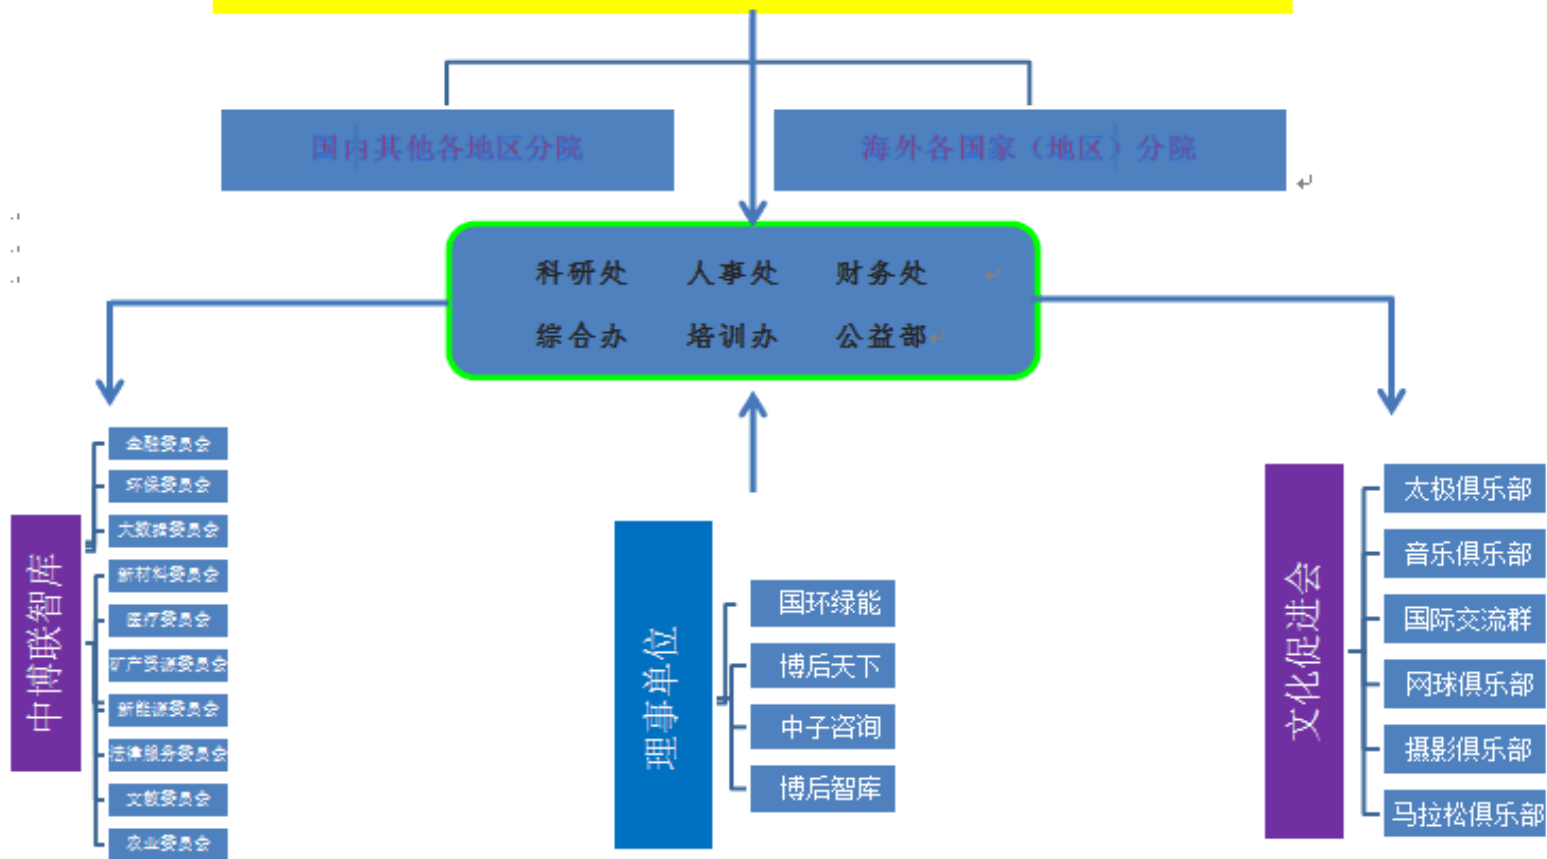 国内其他各地区分院
海外各国家（地区）分院
科研处 人事处 财务处
综合办 培训办 公益部
中博联智库
金融委员会
环保委员会
大数据委员会
新材料委员会
医疗委员会
矿产资源委员会
新能源委员会
法律服务委员会
文教委员会
农业委员会
理事单位
国环绿能
博后天下
中子咨询
博后智库
文化促进会
太极俱乐部
音乐俱乐部
国际交流群
网球俱乐部
摄影俱乐部
马拉松俱乐部